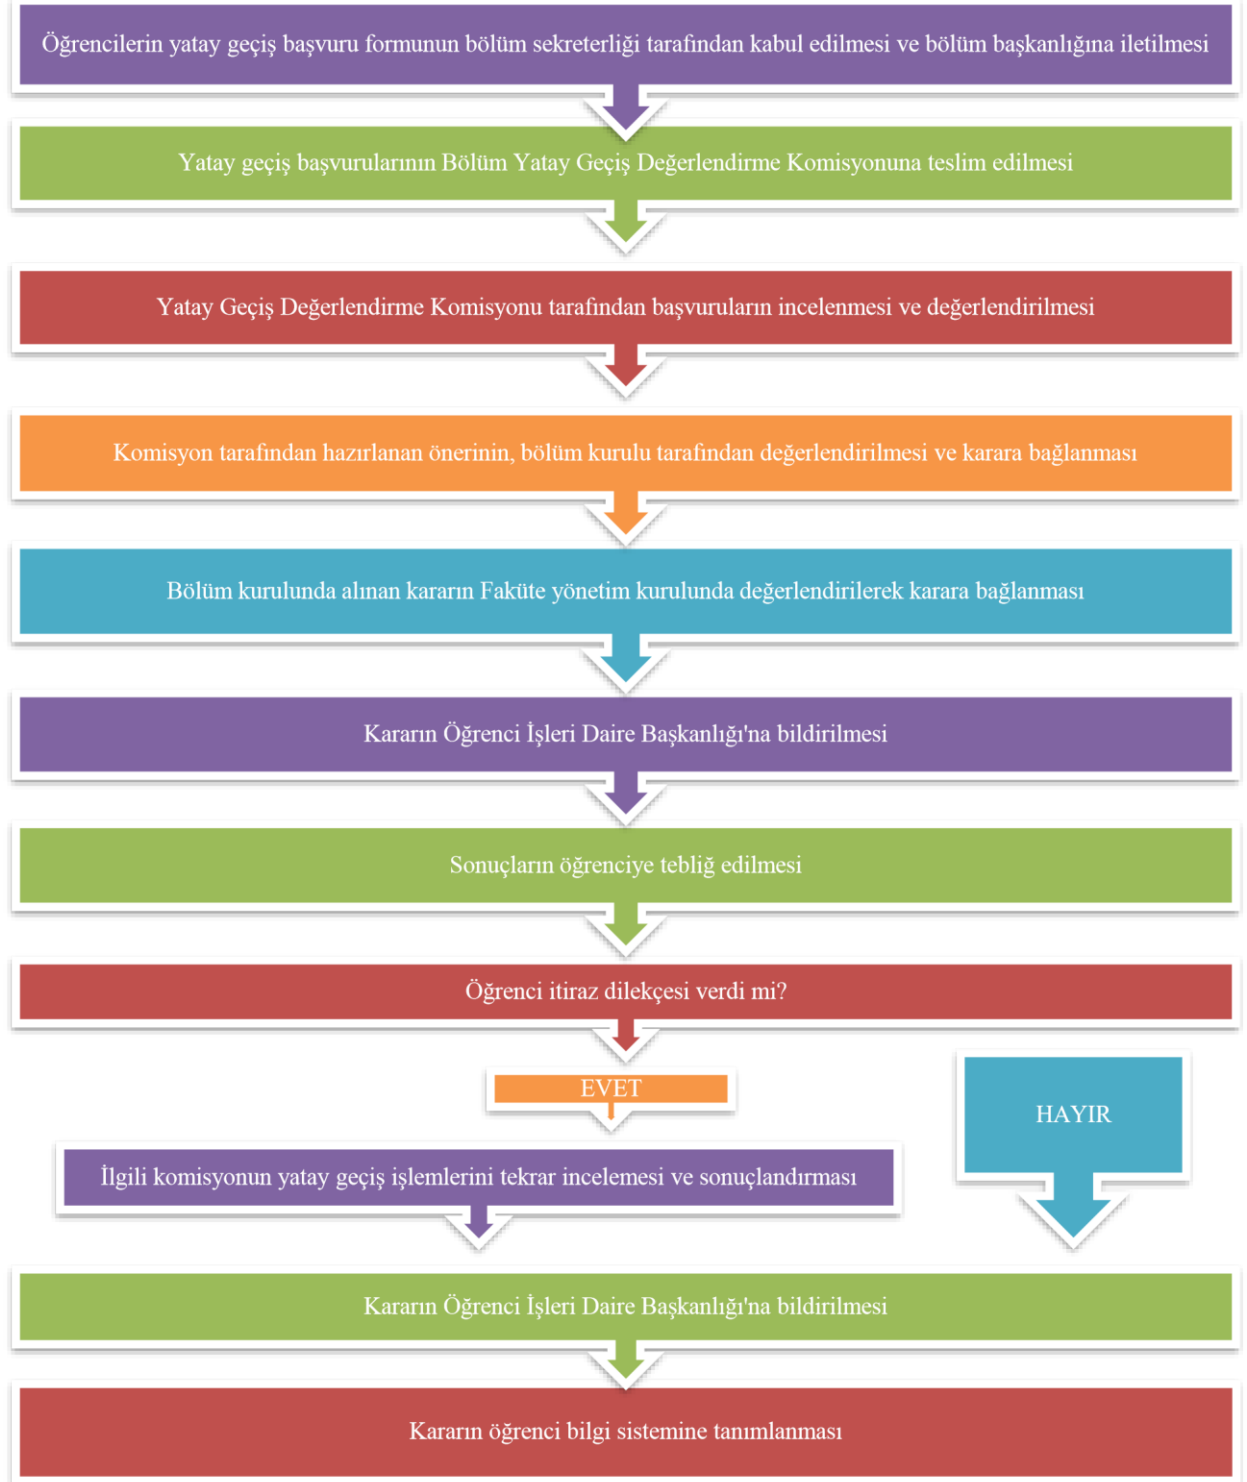 Öğrencilerin yatay geçiş başvuru formunun bölüm sekreterliği tarafından kabul edilmesi ve bölüm başkanlığına iletilmesi
Yatay geçiş başvurularının Bölüm Yatay Geçiş Değerlendirme Komisyonuna teslim edilmesi
Yatay Geçiş Değerlendirme Komisyonu tarafından başvuruların incelenmesi ve değerlendirilmesi
Komisyon tarafından hazırlanan önerinin, bölüm kurulu tarafından değerlendirilmesi ve karara bağlanması
Bölüm kurulunda alınan kararın Faküte yönetim kurulunda değerlendirilerek karara bağlanması
Kararın Öğrenci İşleri Daire Başkanlığı'na bildirilmesi
Sonuçların öğrenciye tebliğ edilmesi
Öğrenci itiraz dilekçesi verdi mi?
EVET
HAYIR
İlgili komisyonun yatay geçiş işlemlerini tekrar incelemesi ve sonuçlandırması
Kararın Öğrenci İşleri Daire Başkanlığı'na bildirilmesi
Kararın öğrenci bilgi sistemine tanımlanması